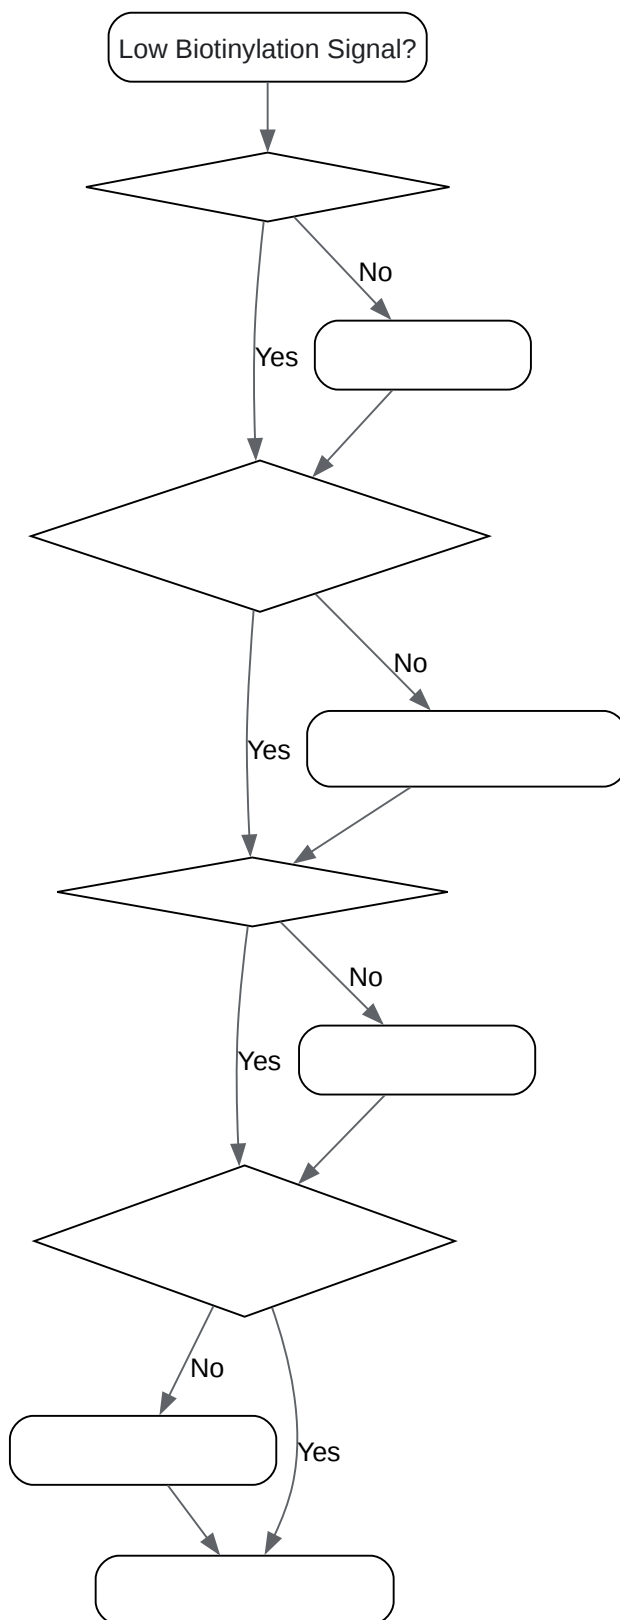 Low Biotinylation Signal?
No
Yes
No
Yes
No
Yes
No
Yes